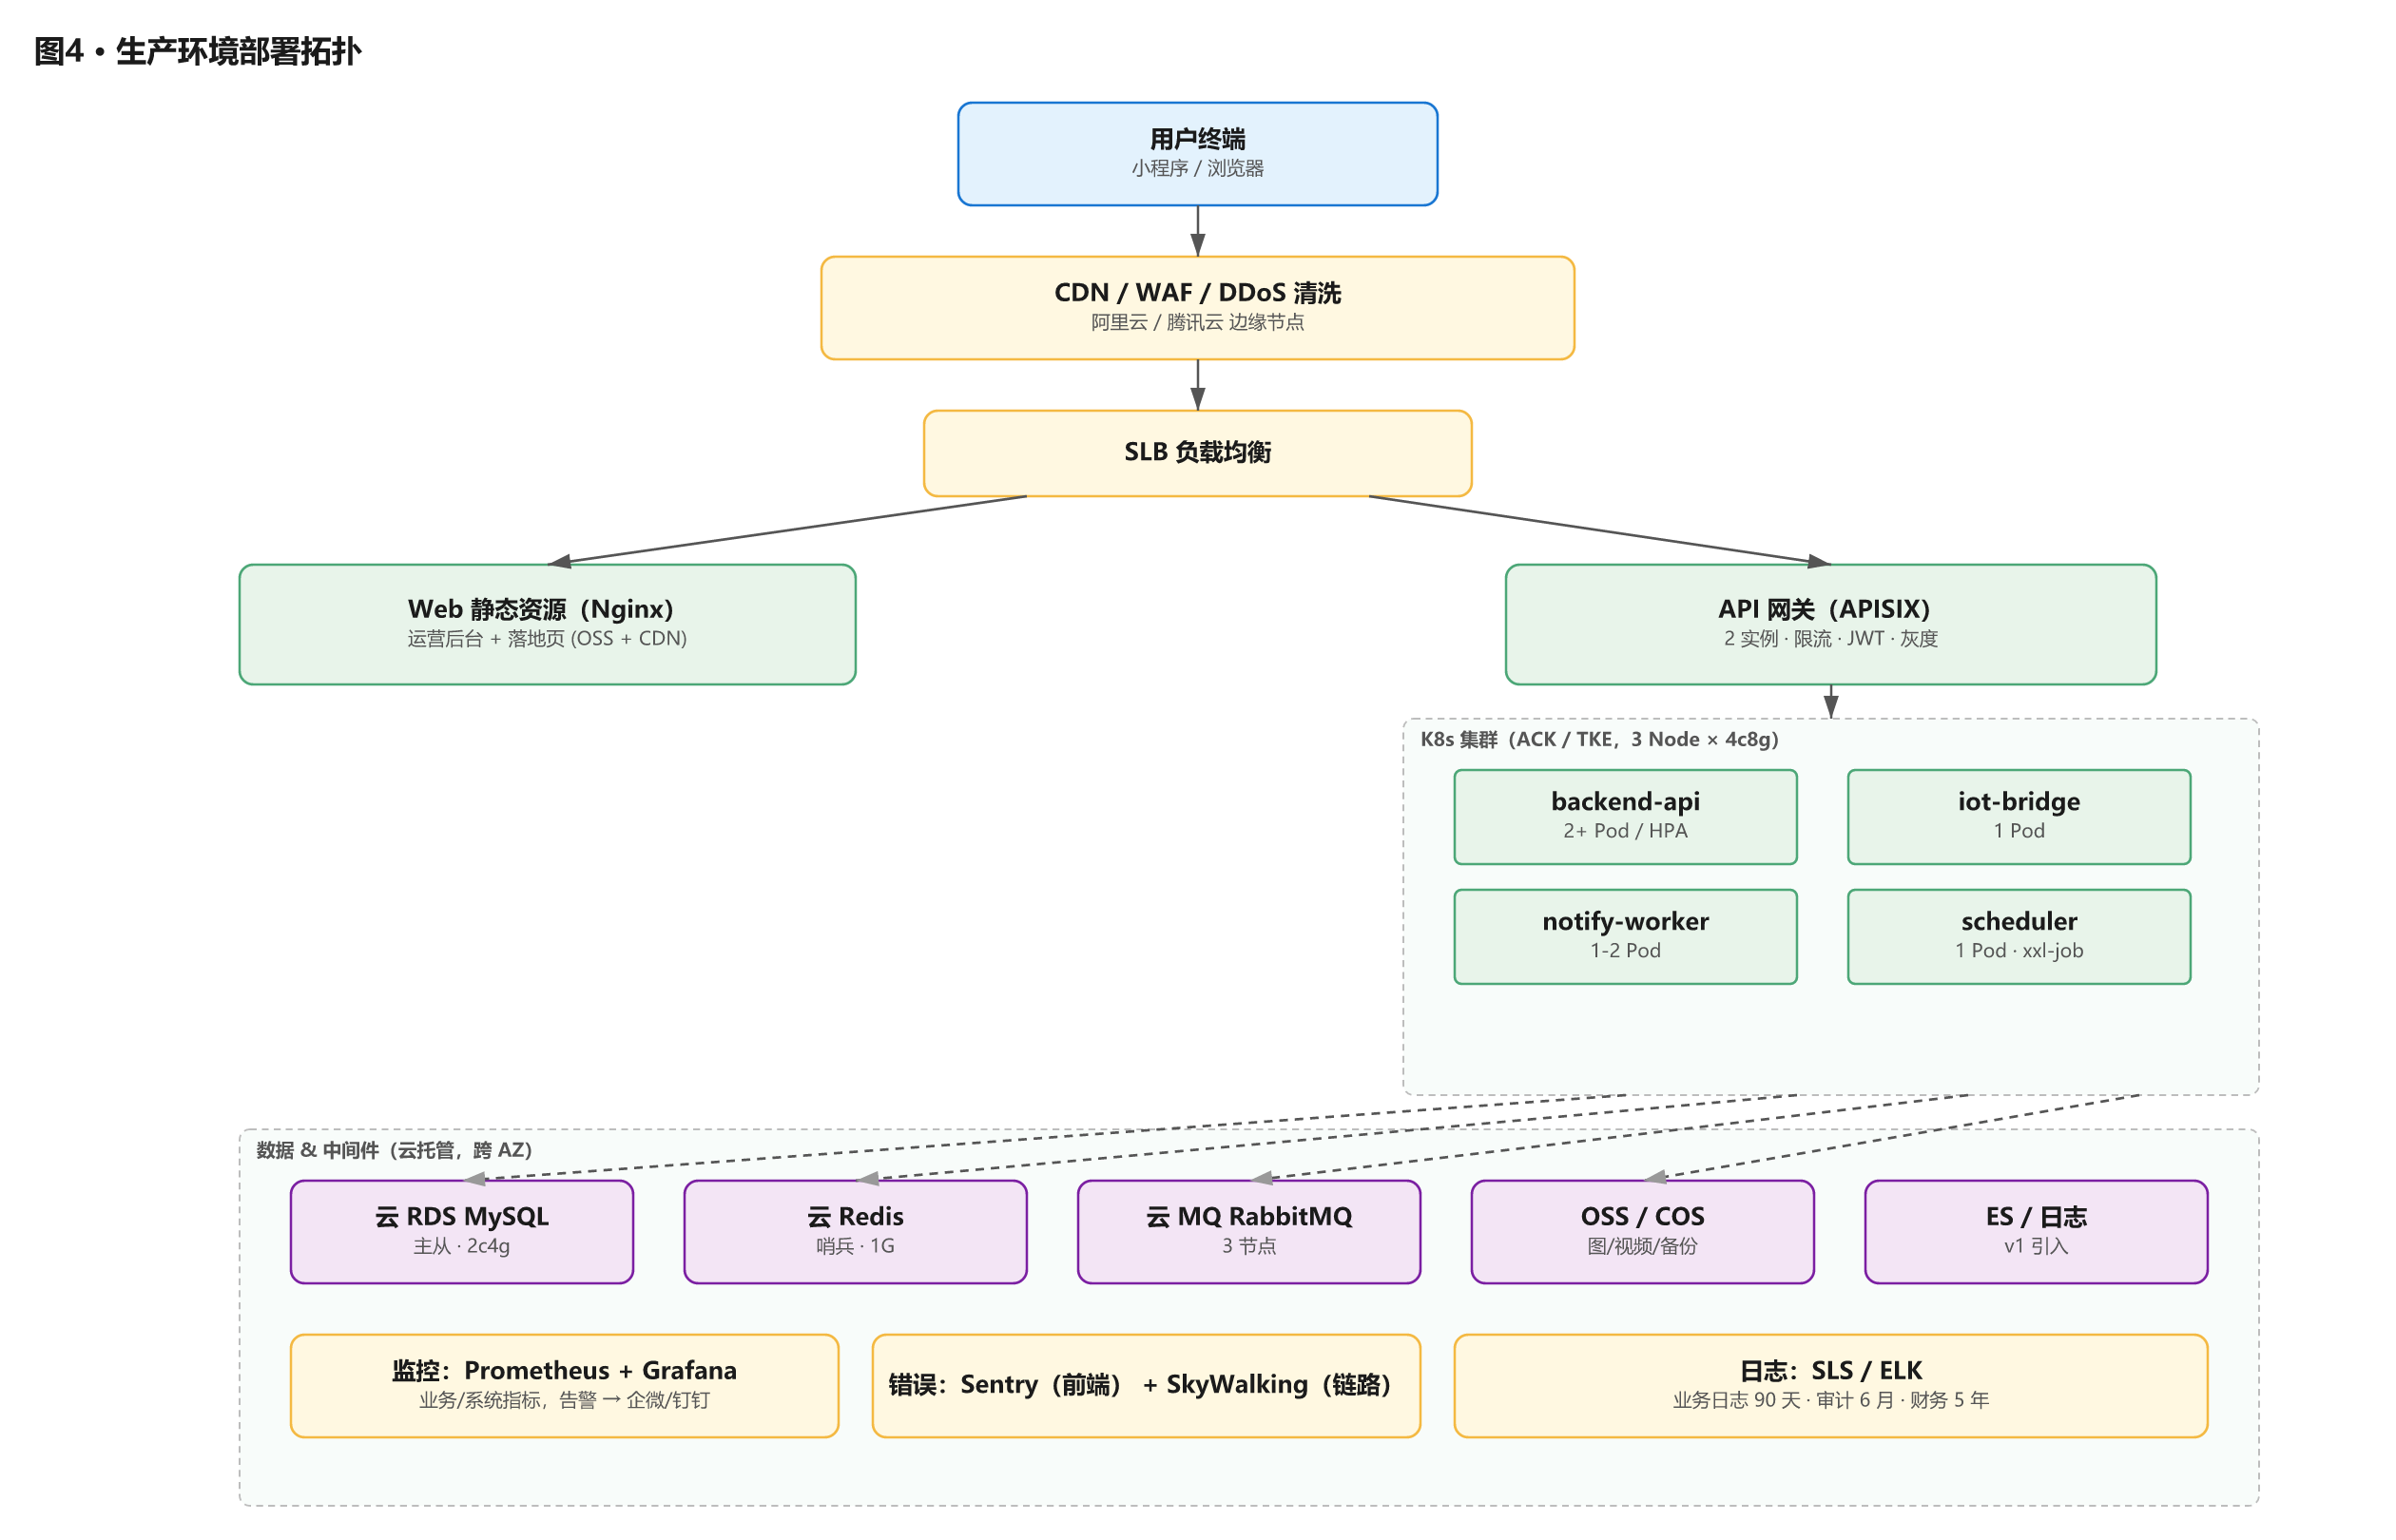 图4 · 生产环境部署拓扑
用户终端
小程序 / 浏览器
CDN / WAF / DDoS 清洗
阿里云 / 腾讯云 边缘节点
SLB 负载均衡
Web 静态资源（Nginx）
运营后台 + 落地页 (OSS + CDN)
API 网关（APISIX）
2 实例 · 限流 · JWT · 灰度
K8s 集群（ACK / TKE，3 Node × 4c8g）
backend-api
2+ Pod / HPA
iot-bridge
1 Pod
notify-worker
1-2 Pod
scheduler
1 Pod · xxl-job
数据 & 中间件（云托管，跨 AZ）
云 RDS MySQL
主从 · 2c4g
云 Redis
哨兵 · 1G
云 MQ RabbitMQ
3 节点
OSS / COS
图/视频/备份
ES / 日志
v1 引入
监控：Prometheus + Grafana
业务/系统指标，告警 → 企微/钉钉
错误：Sentry（前端） + SkyWalking（链路）
日志：SLS / ELK
业务日志 90 天 · 审计 6 月 · 财务 5 年